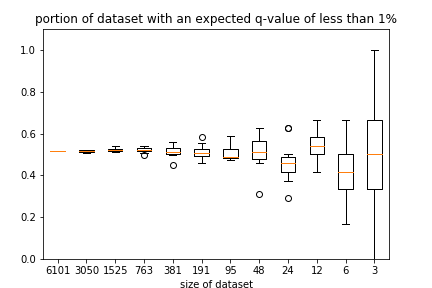 portion of dataset with an expected q-value of less than 1%
1.0
0.8
0.6
0.4
0.2
0.0
6101 3050 1525 763 381 191 95 48 24 12 6 3
size of dataset